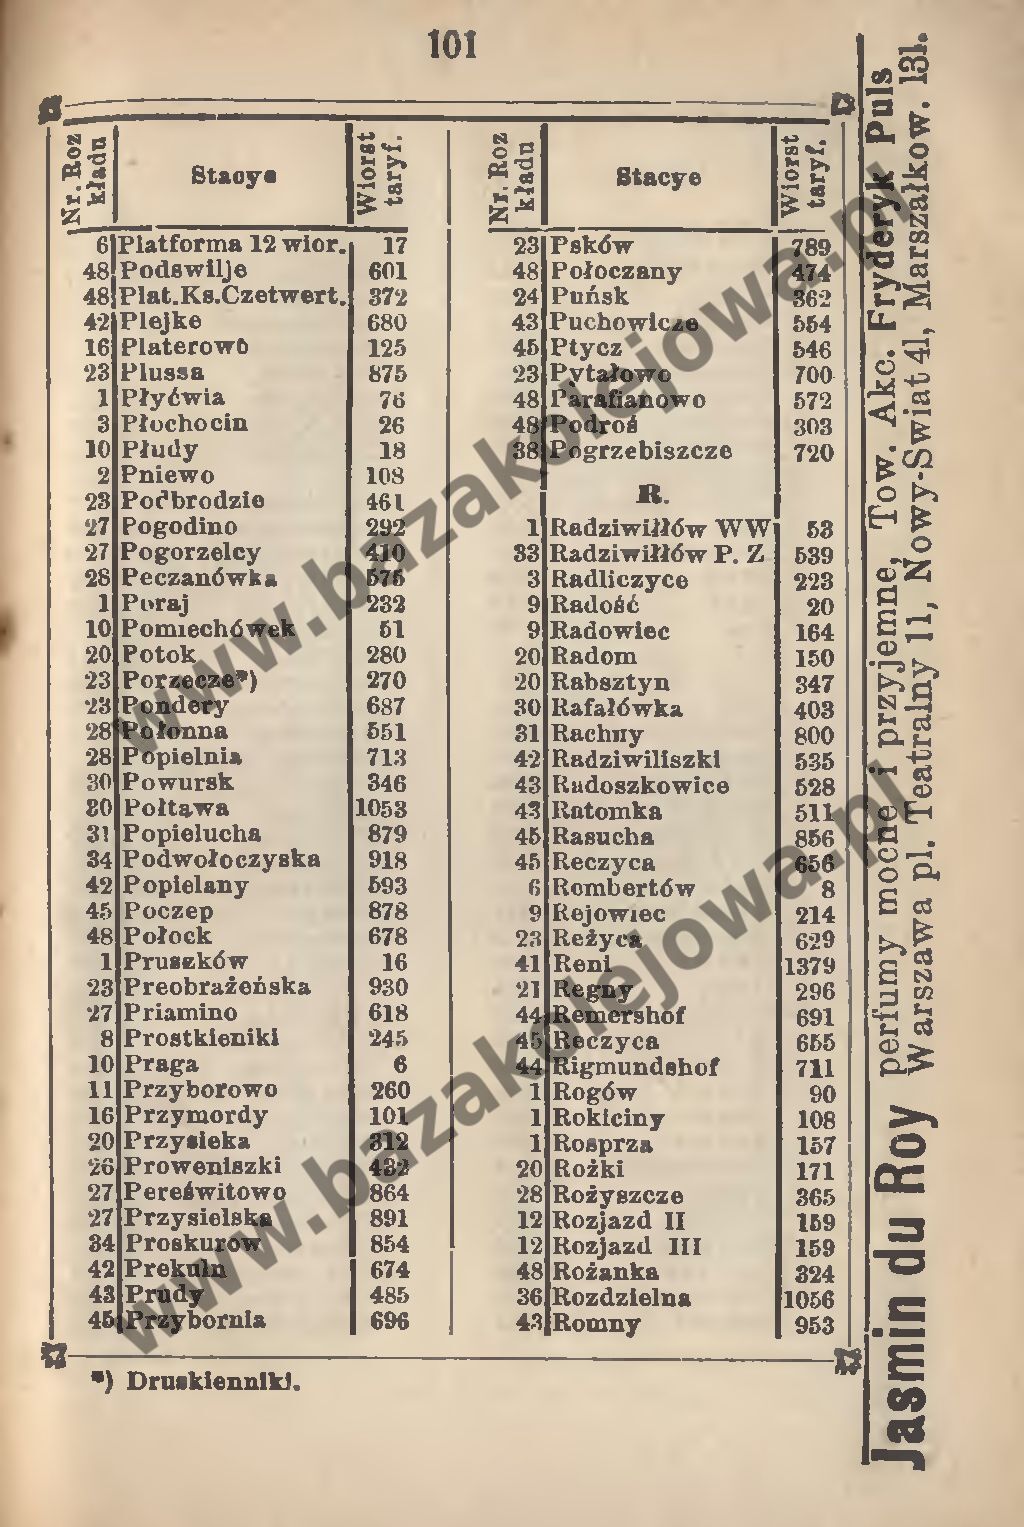 101
Nr. Rozkładu Stacye Wiorst taryf.
6 Platforma 12 wior. 17
48 Podswilje 601
48 Plat.Ks.Czetwert. 372
42 Plejke 680
16 Platerowo 125
23 Plussa 875
1 Płyćwia 76
3 Płochocin 26
10 Płudy 18
2 Pniewo 108
23 Podbrodzie 461
27 Pogodino 292
27 Pogorzelcy 410
28 Peczanówka 575
1 Poraj 232
10 Pomiechówek 51
20 Potok 280
23 Porzecze*) 270
23 Pondery 687
28 Połonna 551
28 Popielnia 713
30 Powursk 346
30 Połtawa 1053
31 Popielucha 879
34 Podwołoczyska 918
42 Popielany 593
45 Poczep 878
48 Połock 678
1 Pruszków 16
23 Preobrażeńska 930
27 Priamino 618
8 Prostkieniki 245
10 Praga 6
11 Przyborowo 260
16 Przymordy 101
20 Przysieka 312
26 Proweniszki 432
27 Pereświtowo 864
27 Przysielska 891
34 Proskurow 854
42 Prekuln 674
43 Prudy 485
45 Przybornia 696
*) Druskienniki.
Nr. Rozkładu Stacye Wiorst taryf.
23 Psków 789
48 Połoczany 474
24 Puńsk 362
43 Puchowicze 554
45 Ptycz 546
23 Pytałowo 700
48 Parafianowo 572
48 Podroś 303
38 Pogrzebiszcze 720
R.
1 Radziwiłłów W W 53
33 Radziwiłłów P. Z 539
3 Radliczyce 223
9 Radość 20
9 Radowiec 164
20 Radom 150
20 Rabsztyn 347
30 Rafałówka 403
31 Rachny 800
42 Radziwiliszki 535
43 Radoszkowice 528
43 Ratomka 511
45 Rasucha 856
45 Reczyca 656
6 Rombertów 8
9 Rejowiec 214
23 Reżyca 629
41 Reni 1379
21 Regny 296
44 Remershof 691
45 Reczyca 655
44 Rigmundshof 711
1 Rogów 90
1 Rokiciny 108
1 Rosprza 157
20 Rożki 171
28 Rożyszcze 365
12 Rozjazd II 159
12 Rozjazd III 159
48 Rożanka 324
36 Rozdzielna 1056
43 Romny 953
Jasmin du Roy perfumy mocne i przyjemne, Tow. Akc. Fryderyk Puls
Warszawa pl. Teatralny 11, Nowy-Świat 41, Marszałkow. 131.
www.bazakolejowa.pl
www.bazakolejowa.pl